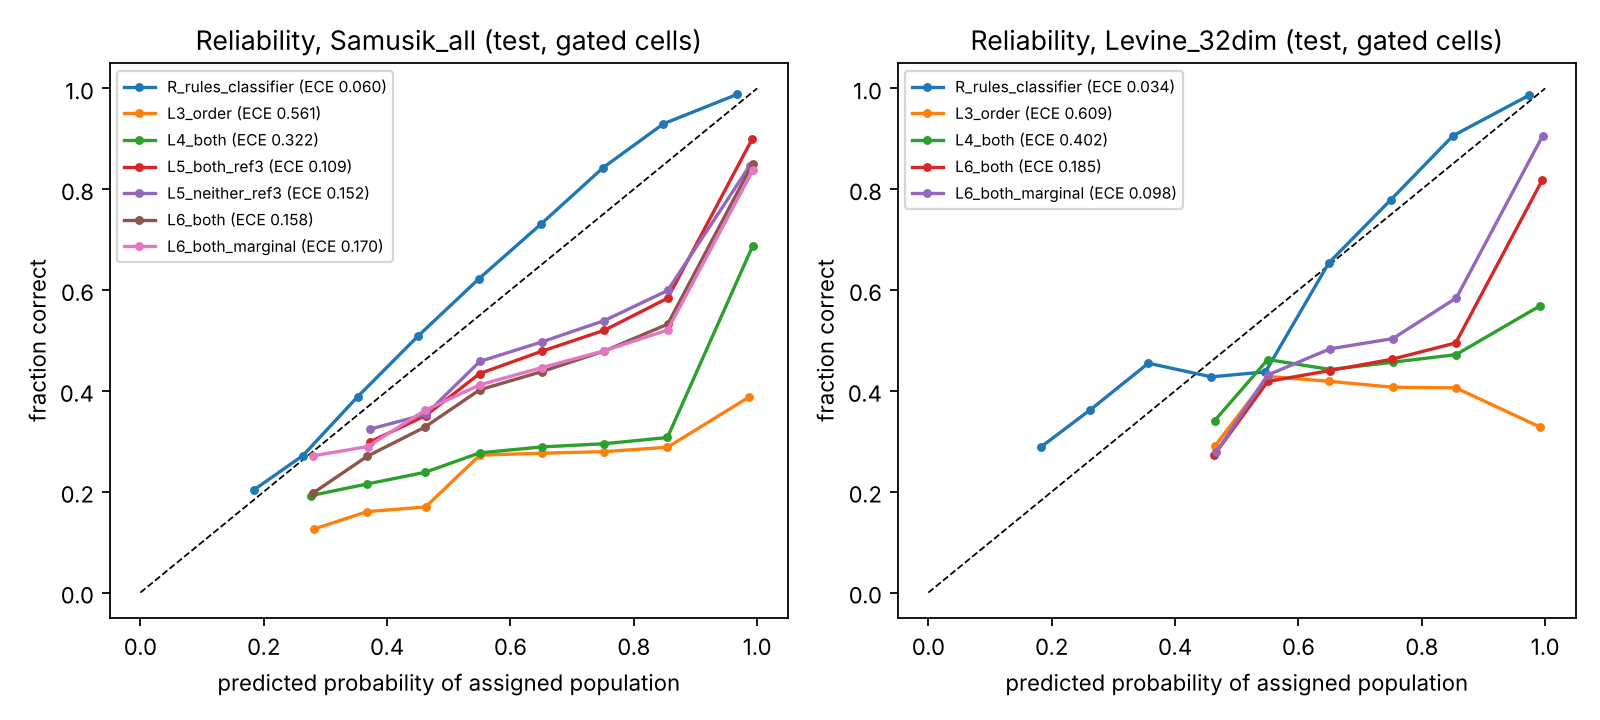 Reliability, Samusik_all (test, gated cells)
R_rules_classifier (ECE 0.060)
L3_order (ECE 0.561)
L4_both (ECE 0.322)
L5_both_ref3 (ECE 0.109)
L5_neither_ref3 (ECE 0.152)
L6_both (ECE 0.158)
L6_both_marginal (ECE 0.170)
fraction correct
1.0
0.8
0.6
0.4
0.2
0.0
0.0 0.2 0.4 0.6 0.8 1.0
predicted probability of assigned population
Reliability, Levine_32dim (test, gated cells)
R_rules_classifier (ECE 0.034)
L3_order (ECE 0.609)
L4_both (ECE 0.402)
L6_both (ECE 0.185)
L6_both_marginal (ECE 0.098)
fraction correct
1.0
0.8
0.6
0.4
0.2
0.0
0.0 0.2 0.4 0.6 0.8 1.0
predicted probability of assigned population